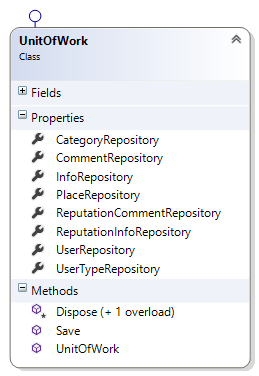 UnitOfWork
Class
Fields
Properties
CategoryRepository
CommentRepository
InfoRepository
PlaceRepository
ReputationCommentRepository
ReputationInfoRepository
UserRepository
UserTypeRepository
Methods
Dispose (+ 1 overload)
Save
UnitOfWork